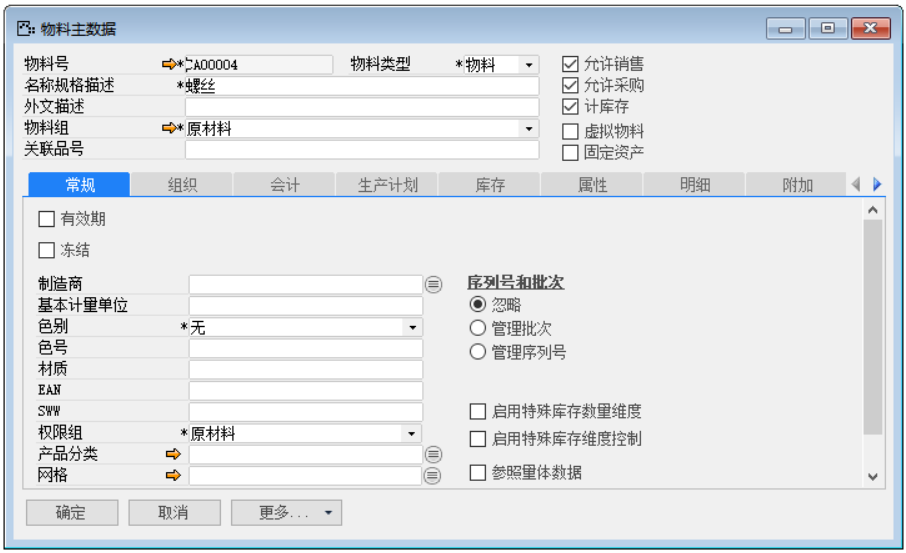 物料主数据
物料号 *CA00004 物料类型 *物料 允许销售
名称规格描述 *螺丝 允许采购
外文描述 计库存
物料组 *原材料 虚拟物料
关联品号 固定资产
常规 组织 会计 生产计划 库存 属性 明细 附加
有效期
冻结
制造商 序列号和批次
基本计量单位 忽略
色别 *无 管理批次
色号 管理序列号
材质
EAN
SWW 启用特殊库存数量维度
权限组 *原材料 启用特殊库存维度控制
产品分类
网格 参照量体数据
确定 取消 更多...